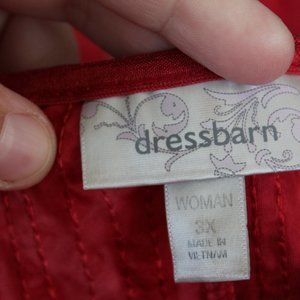 dressbarn
WOMAN
3X
MADE IN
VIETNAM